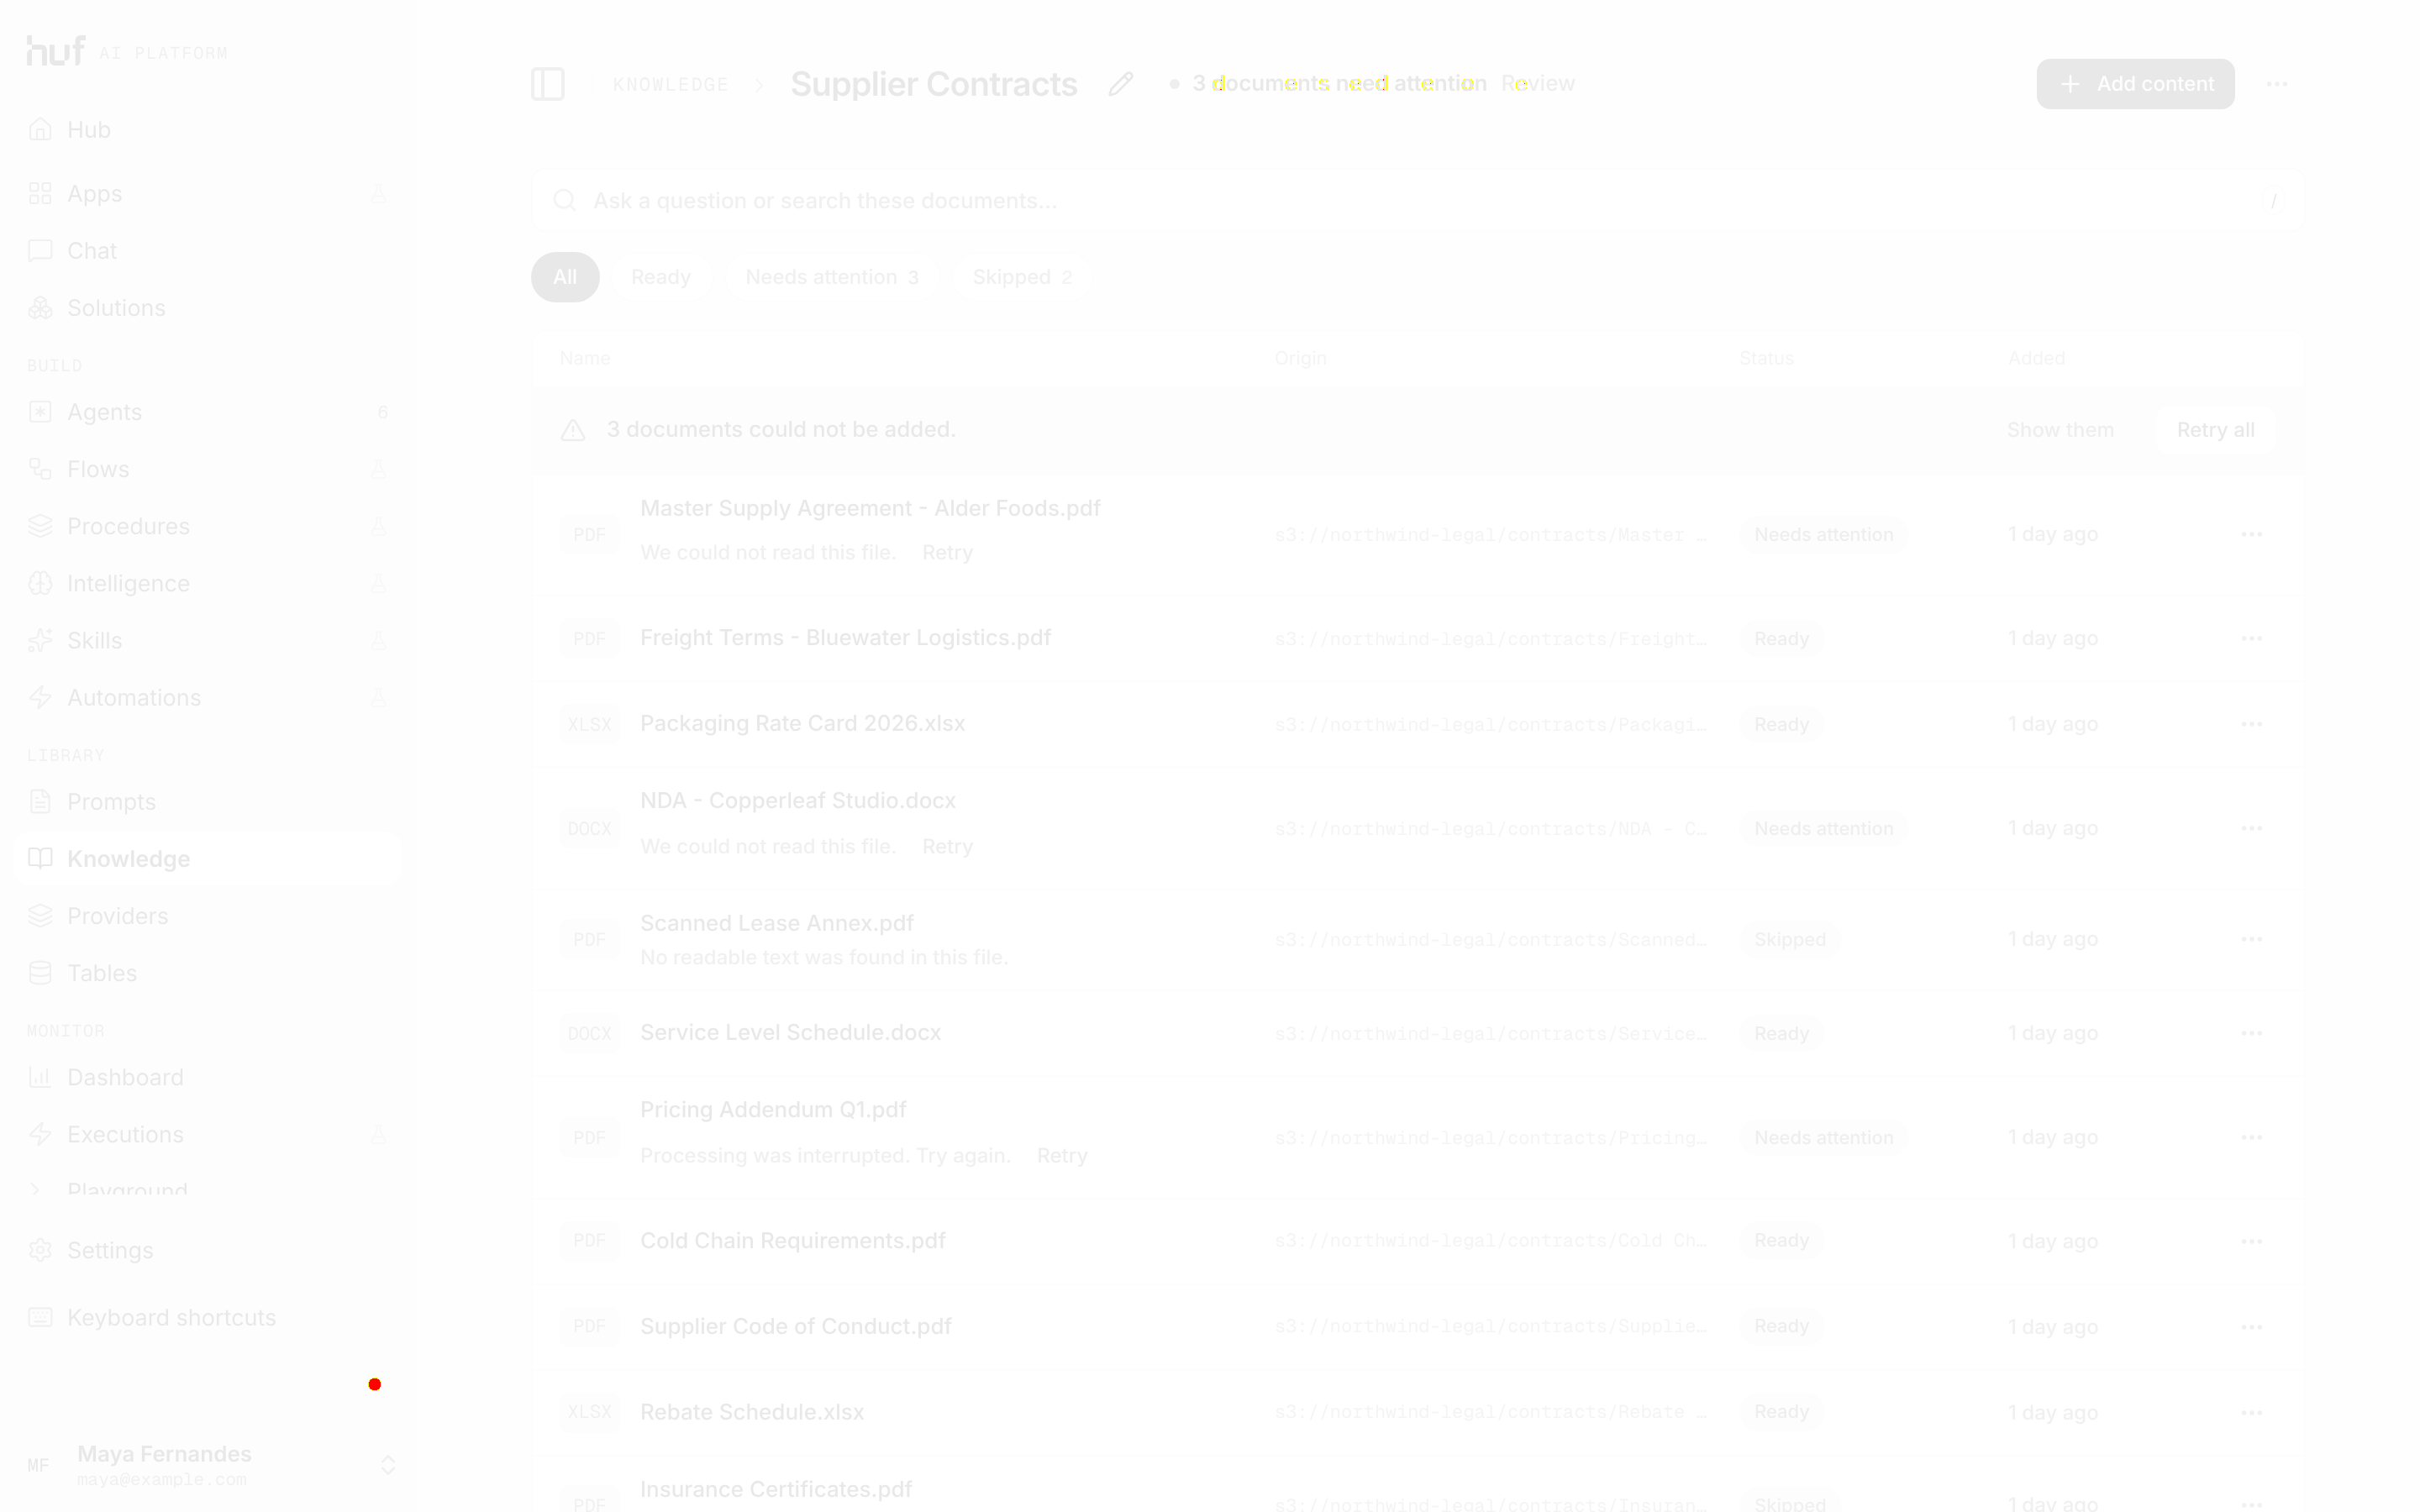 huf AI PLATFORM
Hub
Apps
Chat
Solutions
BUILD
Agents 6
Flows
Procedures
Intelligence
Skills
Automations
LIBRARY
Prompts
Knowledge
Providers
Tables
MONITOR
Dashboard
Executions
Playground
Settings
Keyboard shortcuts
MF Maya Fernandes
maya@example.com
KNOWLEDGE Supplier Contracts 3 documents need attention Review Add content
Ask a question or search these documents... /
All Ready Needs attention 3 Skipped 2
Name Origin Status Added
3 documents could not be added. Show them Retry all
Master Supply Agreement - Alder Foods.pdf
PDF s3://northwind-legal/contracts/Master … Needs attention 1 day ago
We could not read this file. Retry
PDF Freight Terms - Bluewater Logistics.pdf s3://northwind-legal/contracts/Freight… Ready 1 day ago
XLSX Packaging Rate Card 2026.xlsx s3://northwind-legal/contracts/Packagi… Ready 1 day ago
NDA - Copperleaf Studio.docx
DOCX s3://northwind-legal/contracts/NDA - C… Needs attention 1 day ago
We could not read this file. Retry
Scanned Lease Annex.pdf
PDF s3://northwind-legal/contracts/Scanned… Skipped 1 day ago
No readable text was found in this file.
DOCX Service Level Schedule.docx s3://northwind-legal/contracts/Service… Ready 1 day ago
Pricing Addendum Q1.pdf
PDF s3://northwind-legal/contracts/Pricing… Needs attention 1 day ago
Processing was interrupted. Try again. Retry
PDF Cold Chain Requirements.pdf s3://northwind-legal/contracts/Cold Ch… Ready 1 day ago
PDF Supplier Code of Conduct.pdf s3://northwind-legal/contracts/Supplie… Ready 1 day ago
XLSX Rebate Schedule.xlsx s3://northwind-legal/contracts/Rebate … Ready 1 day ago
Insurance Certificates.pdf
PDF s3://northwind-legal/contracts/Insuran… Skipped 1 day ago